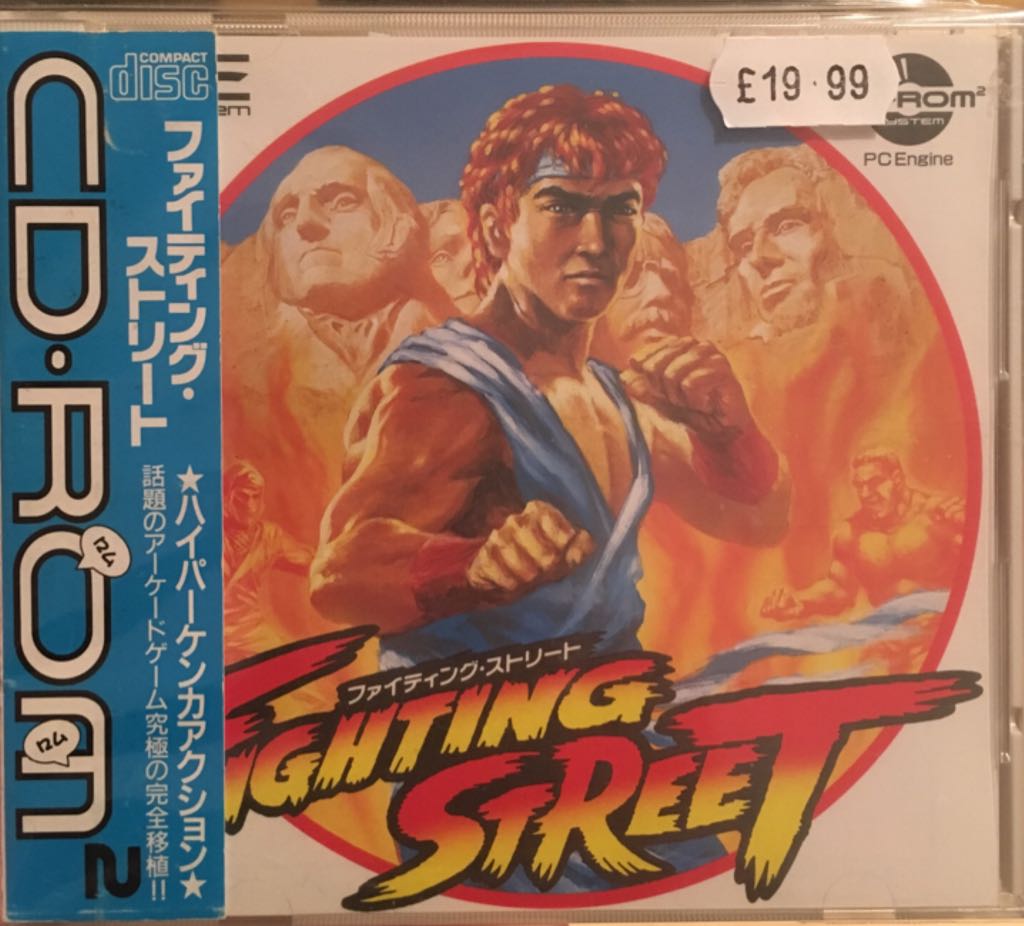 COMPACT
disc
CD・ROM2
ロム
ロム
ファイティング・
ストリート
★ハイパーケンカアクション★
話題のアーケードゲーム究極の完全移植!!
£19.99
ROM2
SYSTEM
PC Engine
ファイティング・ストリート
FIGHTING
STREET